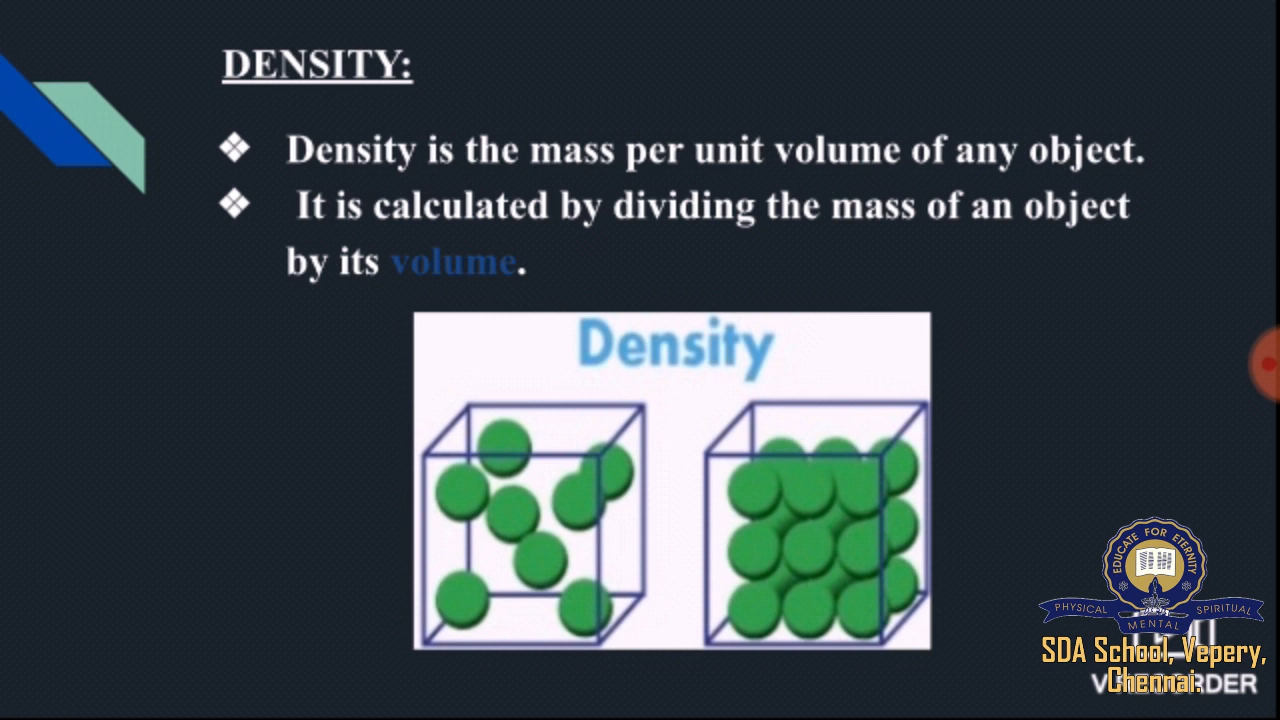 DENSITY:
❖ Density is the mass per unit volume of any object.
❖ It is calculated by dividing the mass of an object
by its volume.
Density
EDUCATE FOR ETERNITY
PHYSICAL MENTAL SPIRITUAL
SDA School, Vepery,
Chennai.